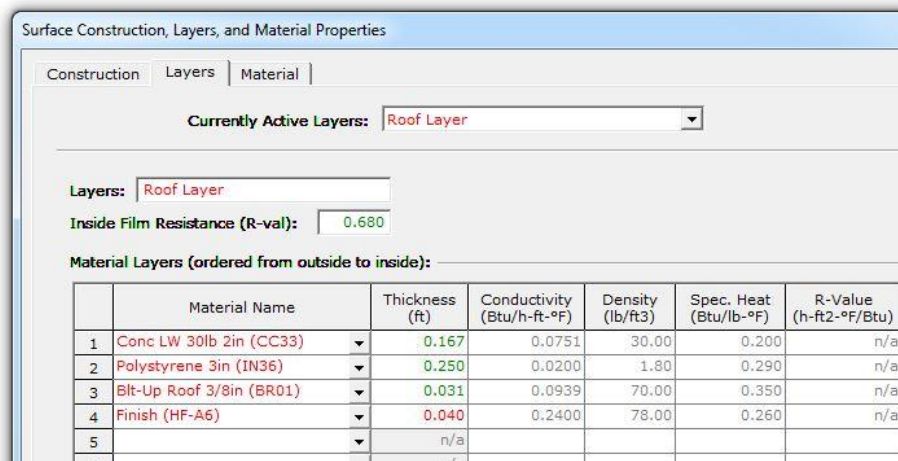 Surface Construction, Layers, and Material Properties
Construction Layers Material
Currently Active Layers: Roof Layer
Layers: Roof Layer
Inside Film Resistance (R-val): 0.680
Material Layers (ordered from outside to inside):
Material Name Thickness (ft) Conductivity (Btu/h-ft-ºF) Density (lb/ft3) Spec. Heat (Btu/lb-ºF) R-Value (h-ft2-ºF/Btu)
1 Conc LW 30lb 2in (CC33) 0.167 0.0751 30.00 0.200 n/a
2 Polystyrene 3in (IN36) 0.250 0.0200 1.80 0.290 n/a
3 Blt-Up Roof 3/8in (BR01) 0.031 0.0939 70.00 0.350 n/a
4 Finish (HF-A6) 0.040 0.2400 78.00 0.260 n/a
5 n/a